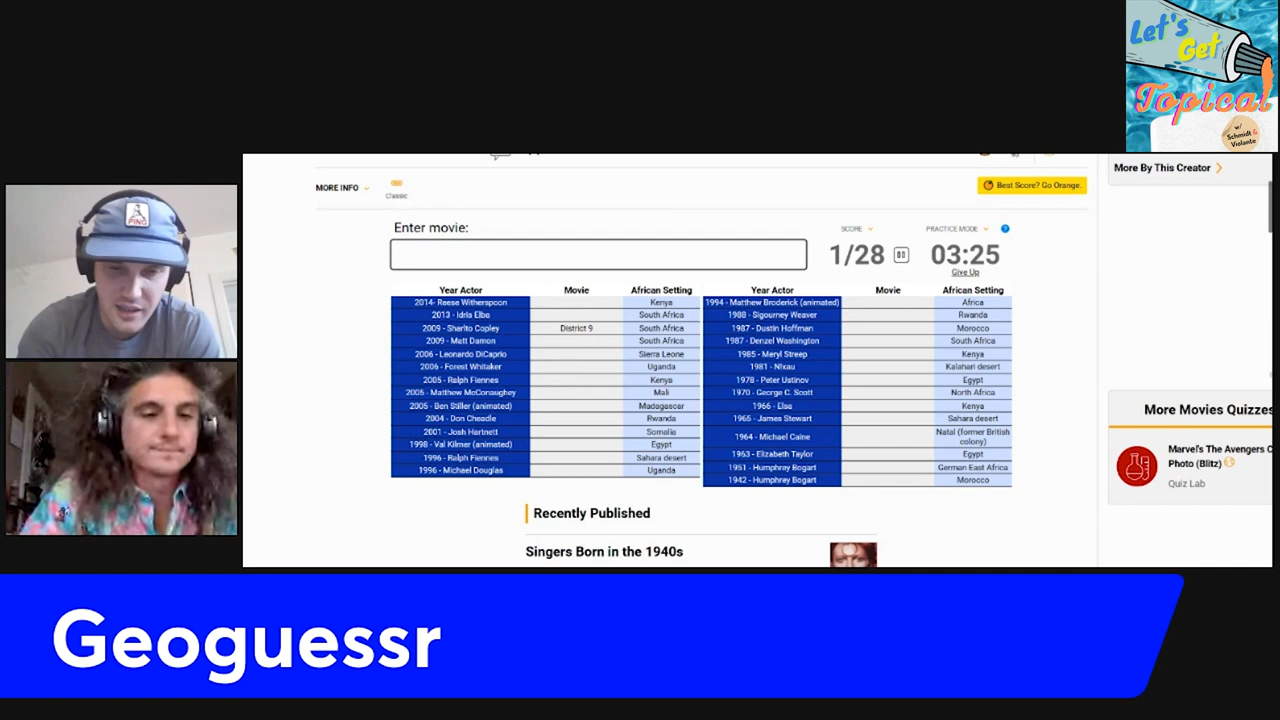 Let's
Get
Topical
w/
Schmidt &
Violante
PING
MORE INFO
Classic
Best Score? Go Orange.
More By This Creator
Enter movie:
SCORE
1/28
PRACTICE MODE
03:25
Give Up
Year Actor Movie African Setting
2014- Reese Witherspoon Kenya
2013 - Idris Elba South Africa
2009 - Sharlto Copley District 9 South Africa
2009 - Matt Damon South Africa
2006 - Leonardo DiCaprio Sierra Leone
2006 - Forest Whitaker Uganda
2005 - Ralph Fiennes Kenya
2005 - Matthew McConaughey Mali
2005 - Ben Stiller (animated) Madagascar
2004 - Don Cheadle Rwanda
2001 - Josh Hartnett Somalia
1998 - Val Kilmer (animated) Egypt
1996 - Ralph Fiennes Sahara desert
1996 - Michael Douglas Uganda
Year Actor Movie African Setting
1994 - Matthew Broderick (animated) Africa
1988 - Sigourney Weaver Rwanda
1987 - Dustin Hoffman Morocco
1987 - Denzel Washington South Africa
1985 - Meryl Streep Kenya
1981 - N!xau Kalahari desert
1978 - Peter Ustinov Egypt
1970 - George C. Scott North Africa
1966 - Elsa Kenya
1965 - James Stewart Sahara desert
1964 - Michael Caine Natal (former British
colony)
1963 - Elizabeth Taylor Egypt
1951 - Humphrey Bogart German East Africa
1942 - Humphrey Bogart Morocco
More Movies Quizzes
Marvel's The Avengers C
Photo (Blitz)
Quiz Lab
Recently Published
Singers Born in the 1940s
Geoguessr